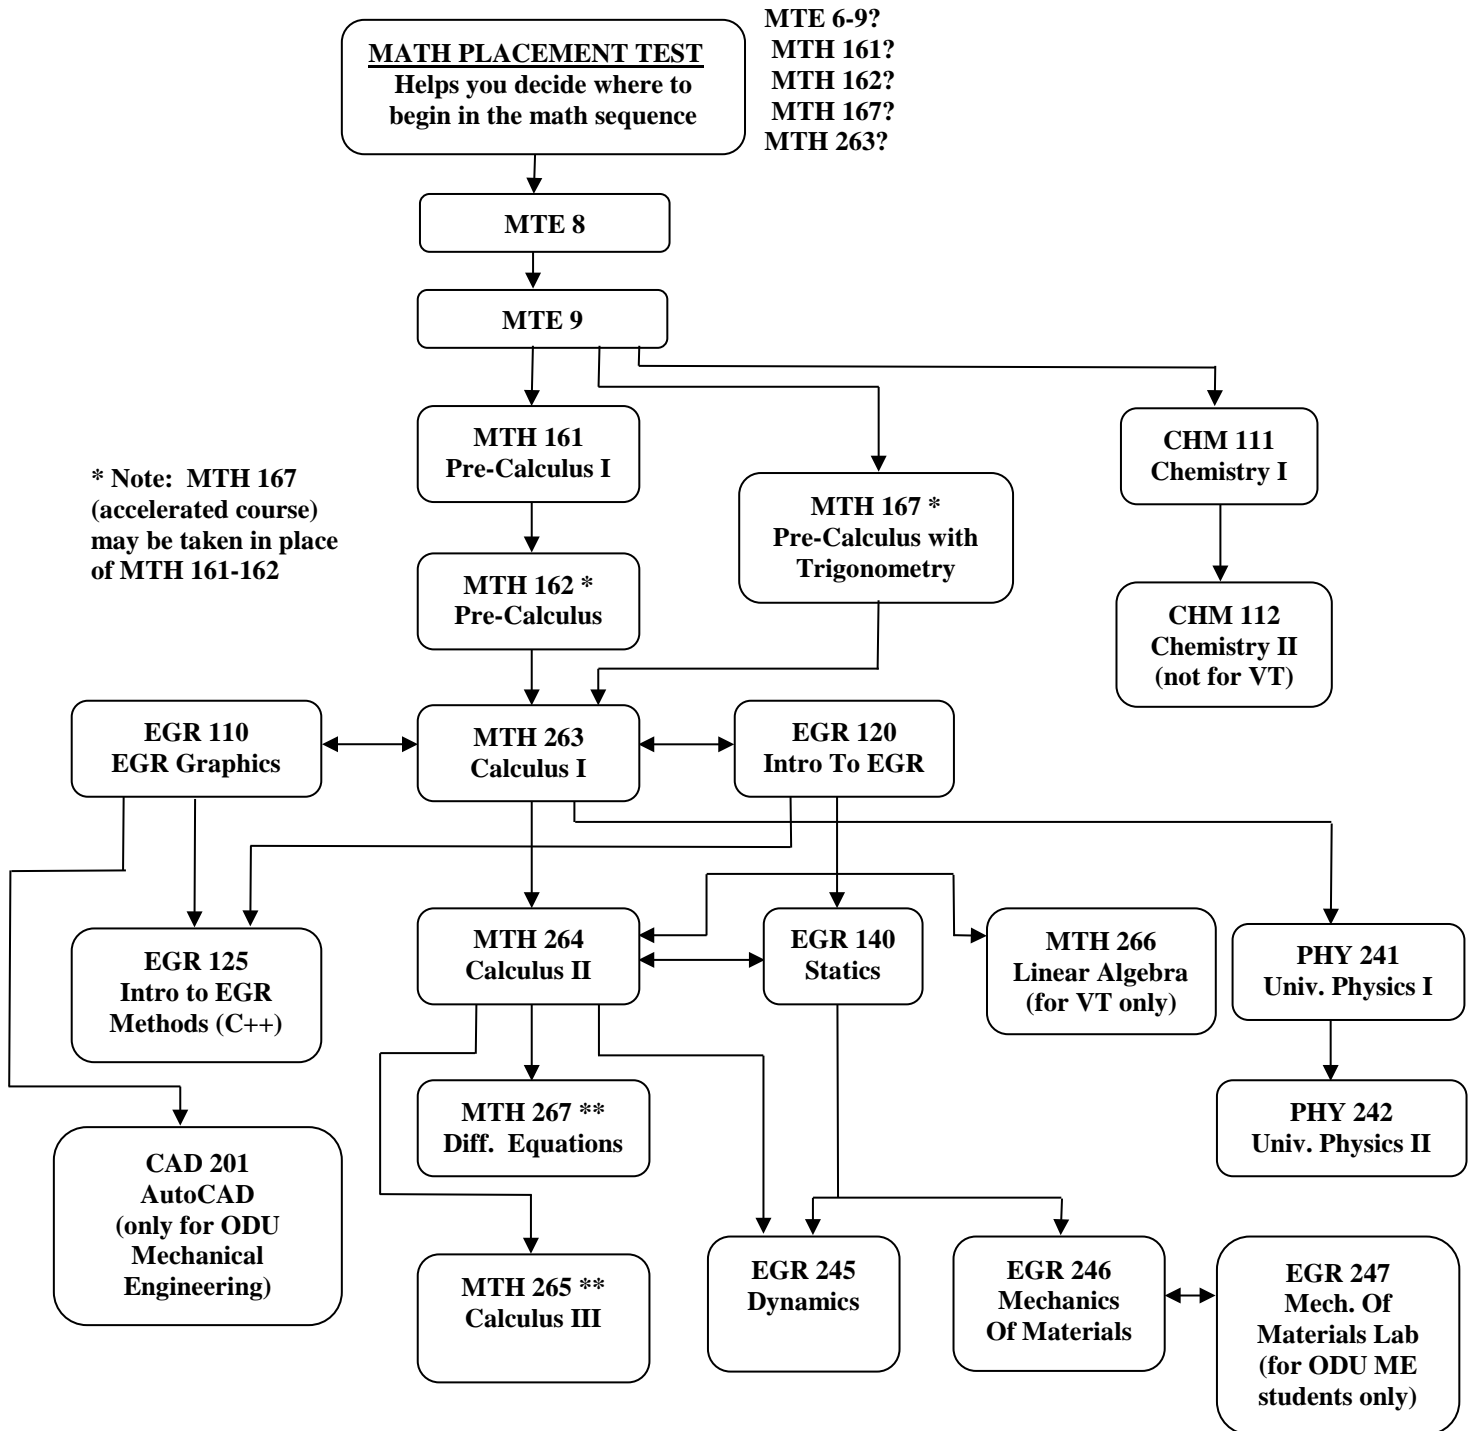 MTE 6-9?
MTH 161?
MTH 162?
MTH 167?
MTH 263?
MATH PLACEMENT TEST
Helps you decide where to
begin in the math sequence
MTE 8
MTE 9
MTH 161
Pre-Calculus I
CHM 111
Chemistry I
* Note:  MTH 167
(accelerated course)
may be taken in place
of MTH 161-162
MTH 167 *
Pre-Calculus with
Trigonometry
MTH 162 *
Pre-Calculus
CHM 112
Chemistry II
(not for VT)
EGR 110
EGR Graphics
MTH 263
Calculus I
EGR 120
Intro To EGR
EGR 125
Intro to EGR
Methods (C++)
MTH 264
Calculus II
EGR 140
Statics
MTH 266
Linear Algebra
(for VT only)
PHY 241
Univ. Physics I
MTH 267 **
Diff.  Equations
PHY 242
Univ. Physics II
CAD 201
AutoCAD
(only for ODU
Mechanical
Engineering)
MTH 265 **
Calculus III
EGR 245
Dynamics
EGR 246
Mechanics
Of Materials
EGR 247
Mech. Of
Materials Lab
(for ODU ME
students only)